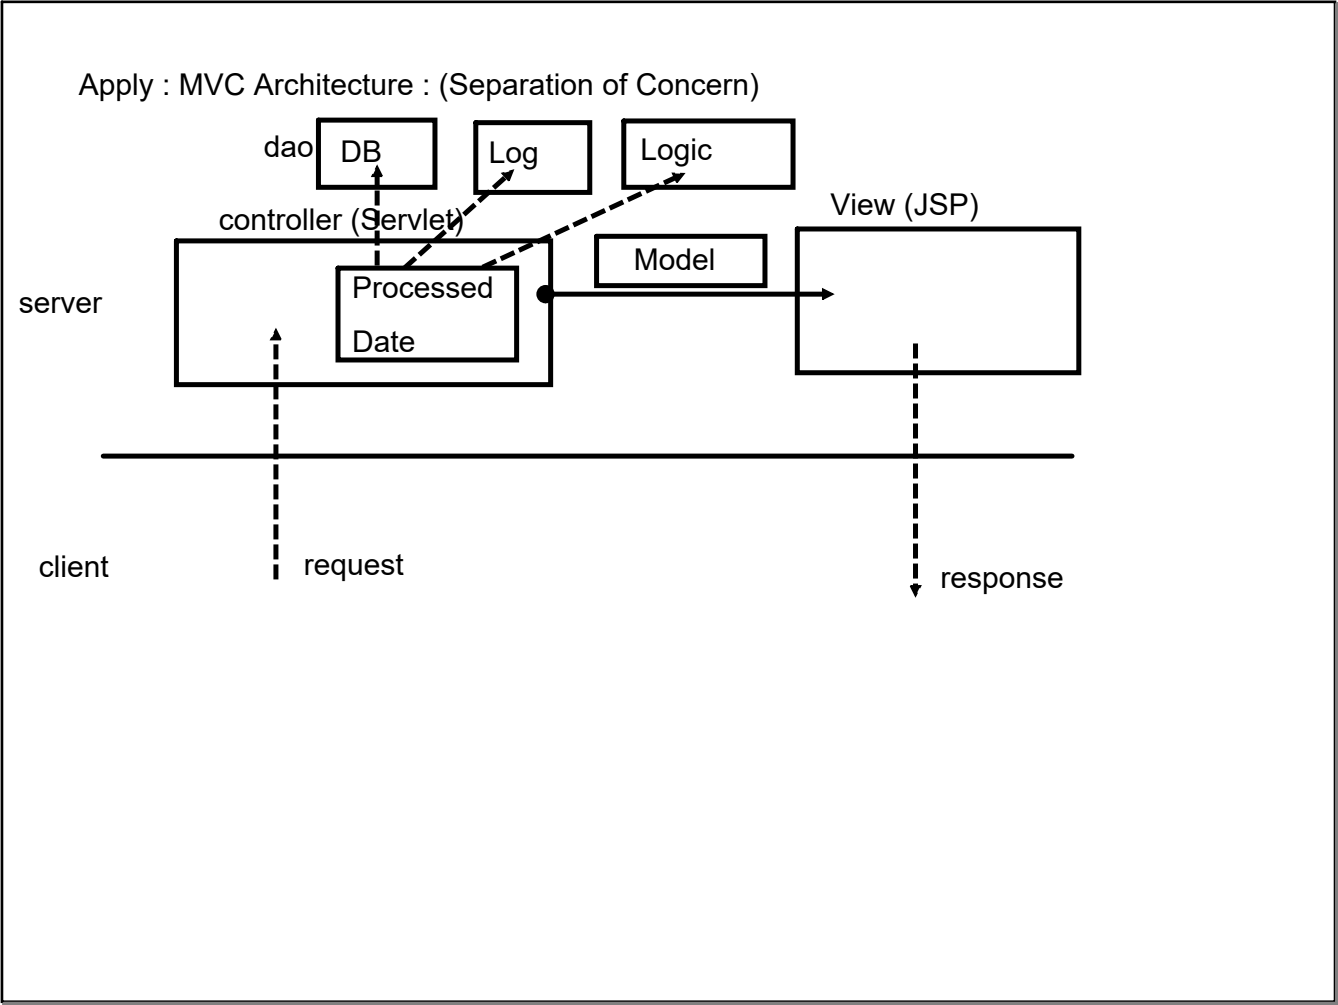 Apply : MVC Architecture : (Separation of Concern)
dao
DB
Log
Logic
controller (Servlet)
View (JSP)
Model
server
Processed
Date
client
request
response